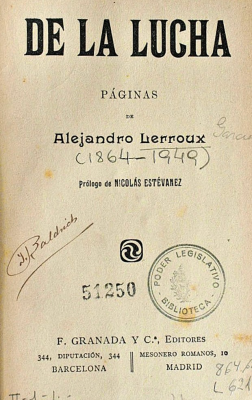 DE LA LUCHA
PÁGINAS
DE
Alejandro Lerroux
(1864-1949)
Prólogo de NICOLÁS ESTÉVANEZ
J. Baldrich
PODER LEGISLATIVO
BIBLIOTECA
51250
F. GRANADA Y C.ª, EDITORES
344, DIPUTACIÓN, 344
BARCELONA
MESONERO ROMANOS, 10
MADRID